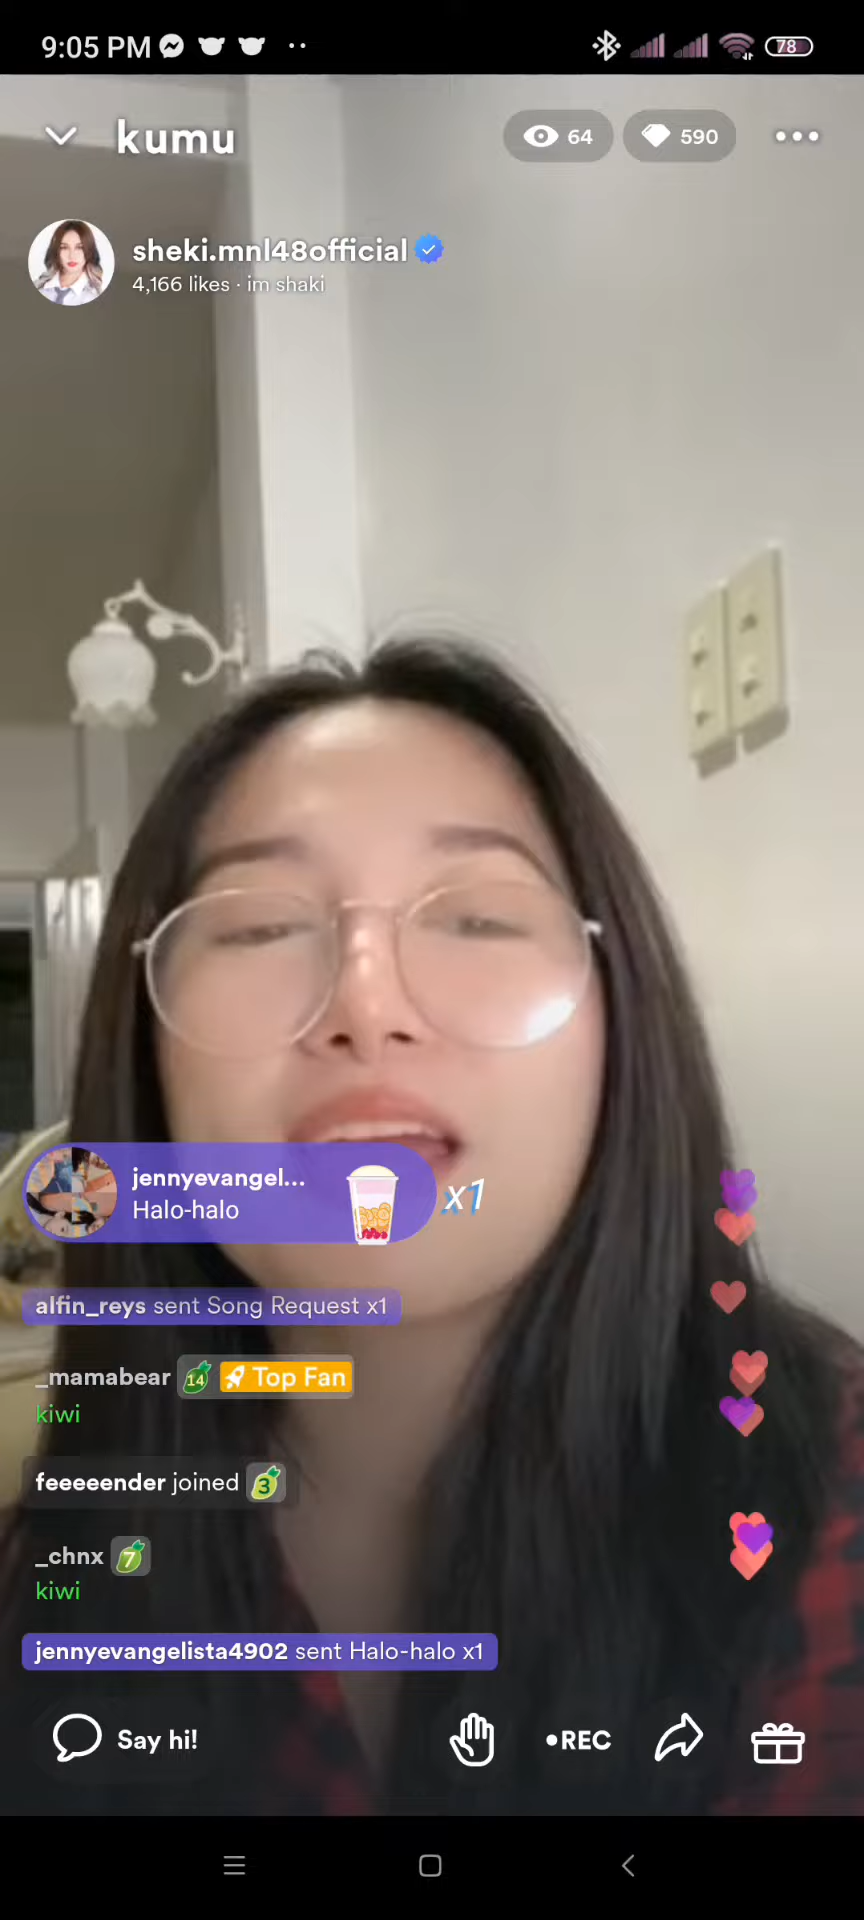 9:05 PM
78
kumu
64
590
sheki.mnl48official
4,166 likes · im shaki
jennyevangel...
Halo-halo
x1
alfin_reys sent Song Request x1
_mamabear 14 Top Fan
kiwi
feeeeender joined 3
_chnx 7
kiwi
jennyevangelista4902 sent Halo-halo x1
Say hi!
•REC